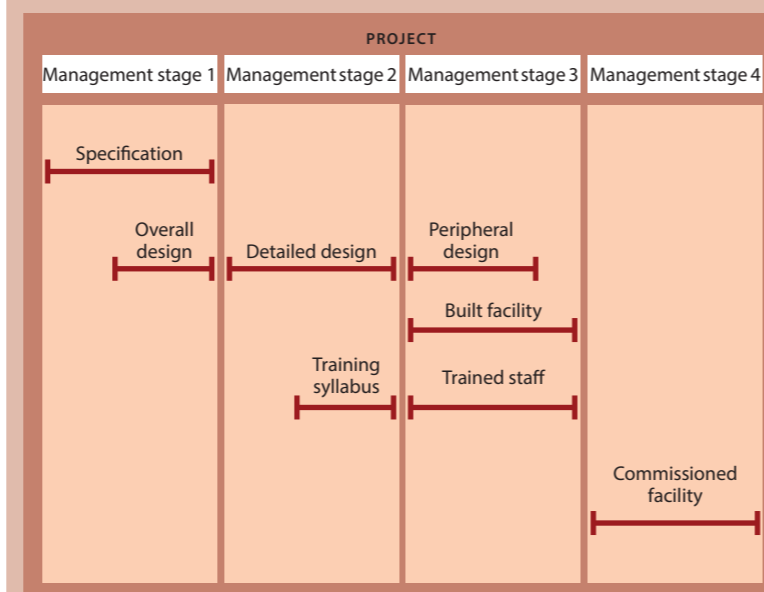 PROJECT
Management stage 1 Management stage 2 Management stage 3 Management stage 4
Specification
Overall
design
Detailed design
Peripheral
design
Built facility
Training
syllabus
Trained staff
Commissioned
facility